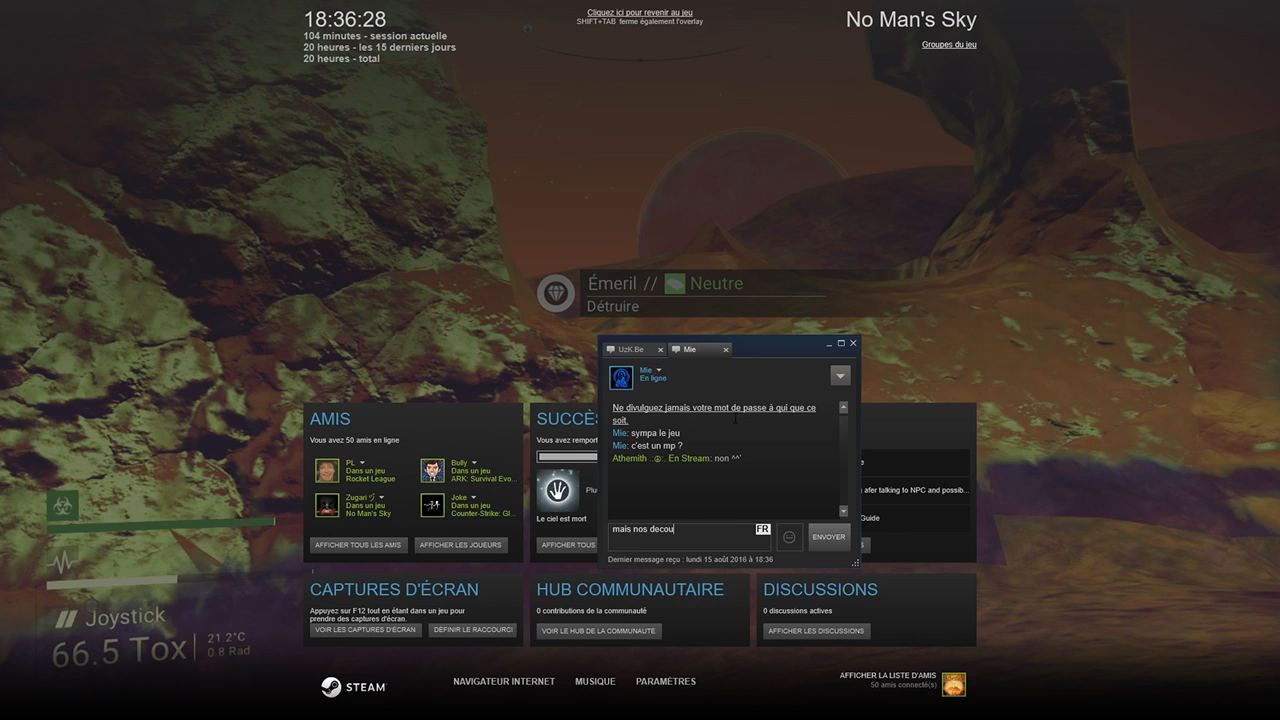 18:36:28
104 minutes - session actuelle
20 heures - les 15 derniers jours
20 heures - total
Cliquez ici pour revenir au jeu
SHIFT+TAB ferme également l'overlay
No Man's Sky
Groupes du jeu
Émeril // Neutre
Détruire
UzK.Be
Mie
Mie
En ligne
Ne divulguez jamais votre mot de passe à qui que ce
soit.
Mie: sympa le jeu
Mie: c'est un mp ?
Athemith .:☮:. En Stream: non ^^'
mais nos decou
FR
ENVOYER
Dernier message reçu : lundi 15 août 2016 à 18:36
AMIS
Vous avez 50 amis en ligne
PL
Dans un jeu
Rocket League
Bully
Dans un jeu
ARK: Survival Evo...
Zugari ヴ
Dans un jeu
No Man's Sky
Joke
Dans un jeu
Counter-Strike: Gl...
AFFICHER TOUS LES AMIS
AFFICHER LES JOUEURS
SUCCÈS
Vous avez remport
Plu
Le ciel est mort
AFFICHER TOUS
e
afer talking to NPC and possib...
Guide
S
CAPTURES D'ÉCRAN
Appuyez sur F12 tout en étant dans un jeu pour
prendre des captures d'écran.
VOIR LES CAPTURES D'ÉCRAN
DÉFINIR LE RACCOURCI
HUB COMMUNAUTAIRE
0 contributions de la communauté
VOIR LE HUB DE LA COMMUNAUTÉ
DISCUSSIONS
0 discussions actives
AFFICHER LES DISCUSSIONS
Joystick
66.5 Tox
21.2°C
0.8 Rad
STEAM
NAVIGATEUR INTERNET
MUSIQUE
PARAMÈTRES
AFFICHER LA LISTE D'AMIS
50 amis connecté(s)